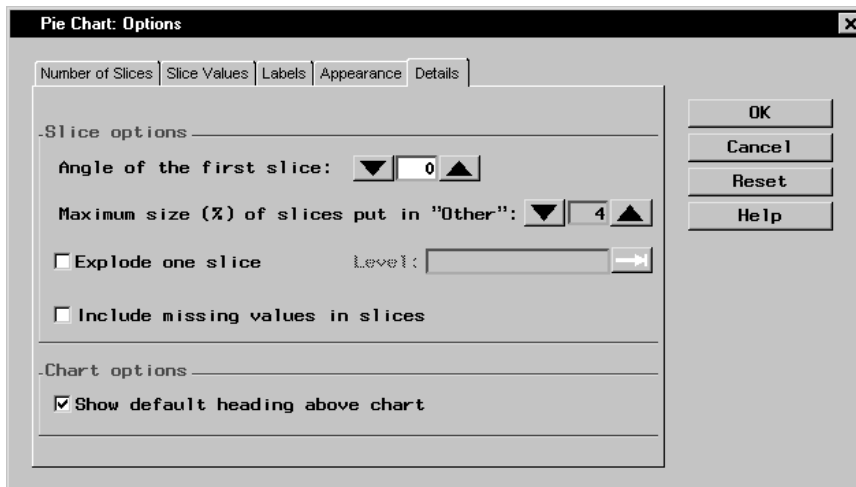 Pie Chart: Options
Number of Slices Slice Values Labels Appearance Details
Slice options
Angle of the first slice: 0
Maximum size (%) of slices put in "Other": 4
Explode one slice Level:
Include missing values in slices
Chart options
Show default heading above chart
OK
Cancel
Reset
Help